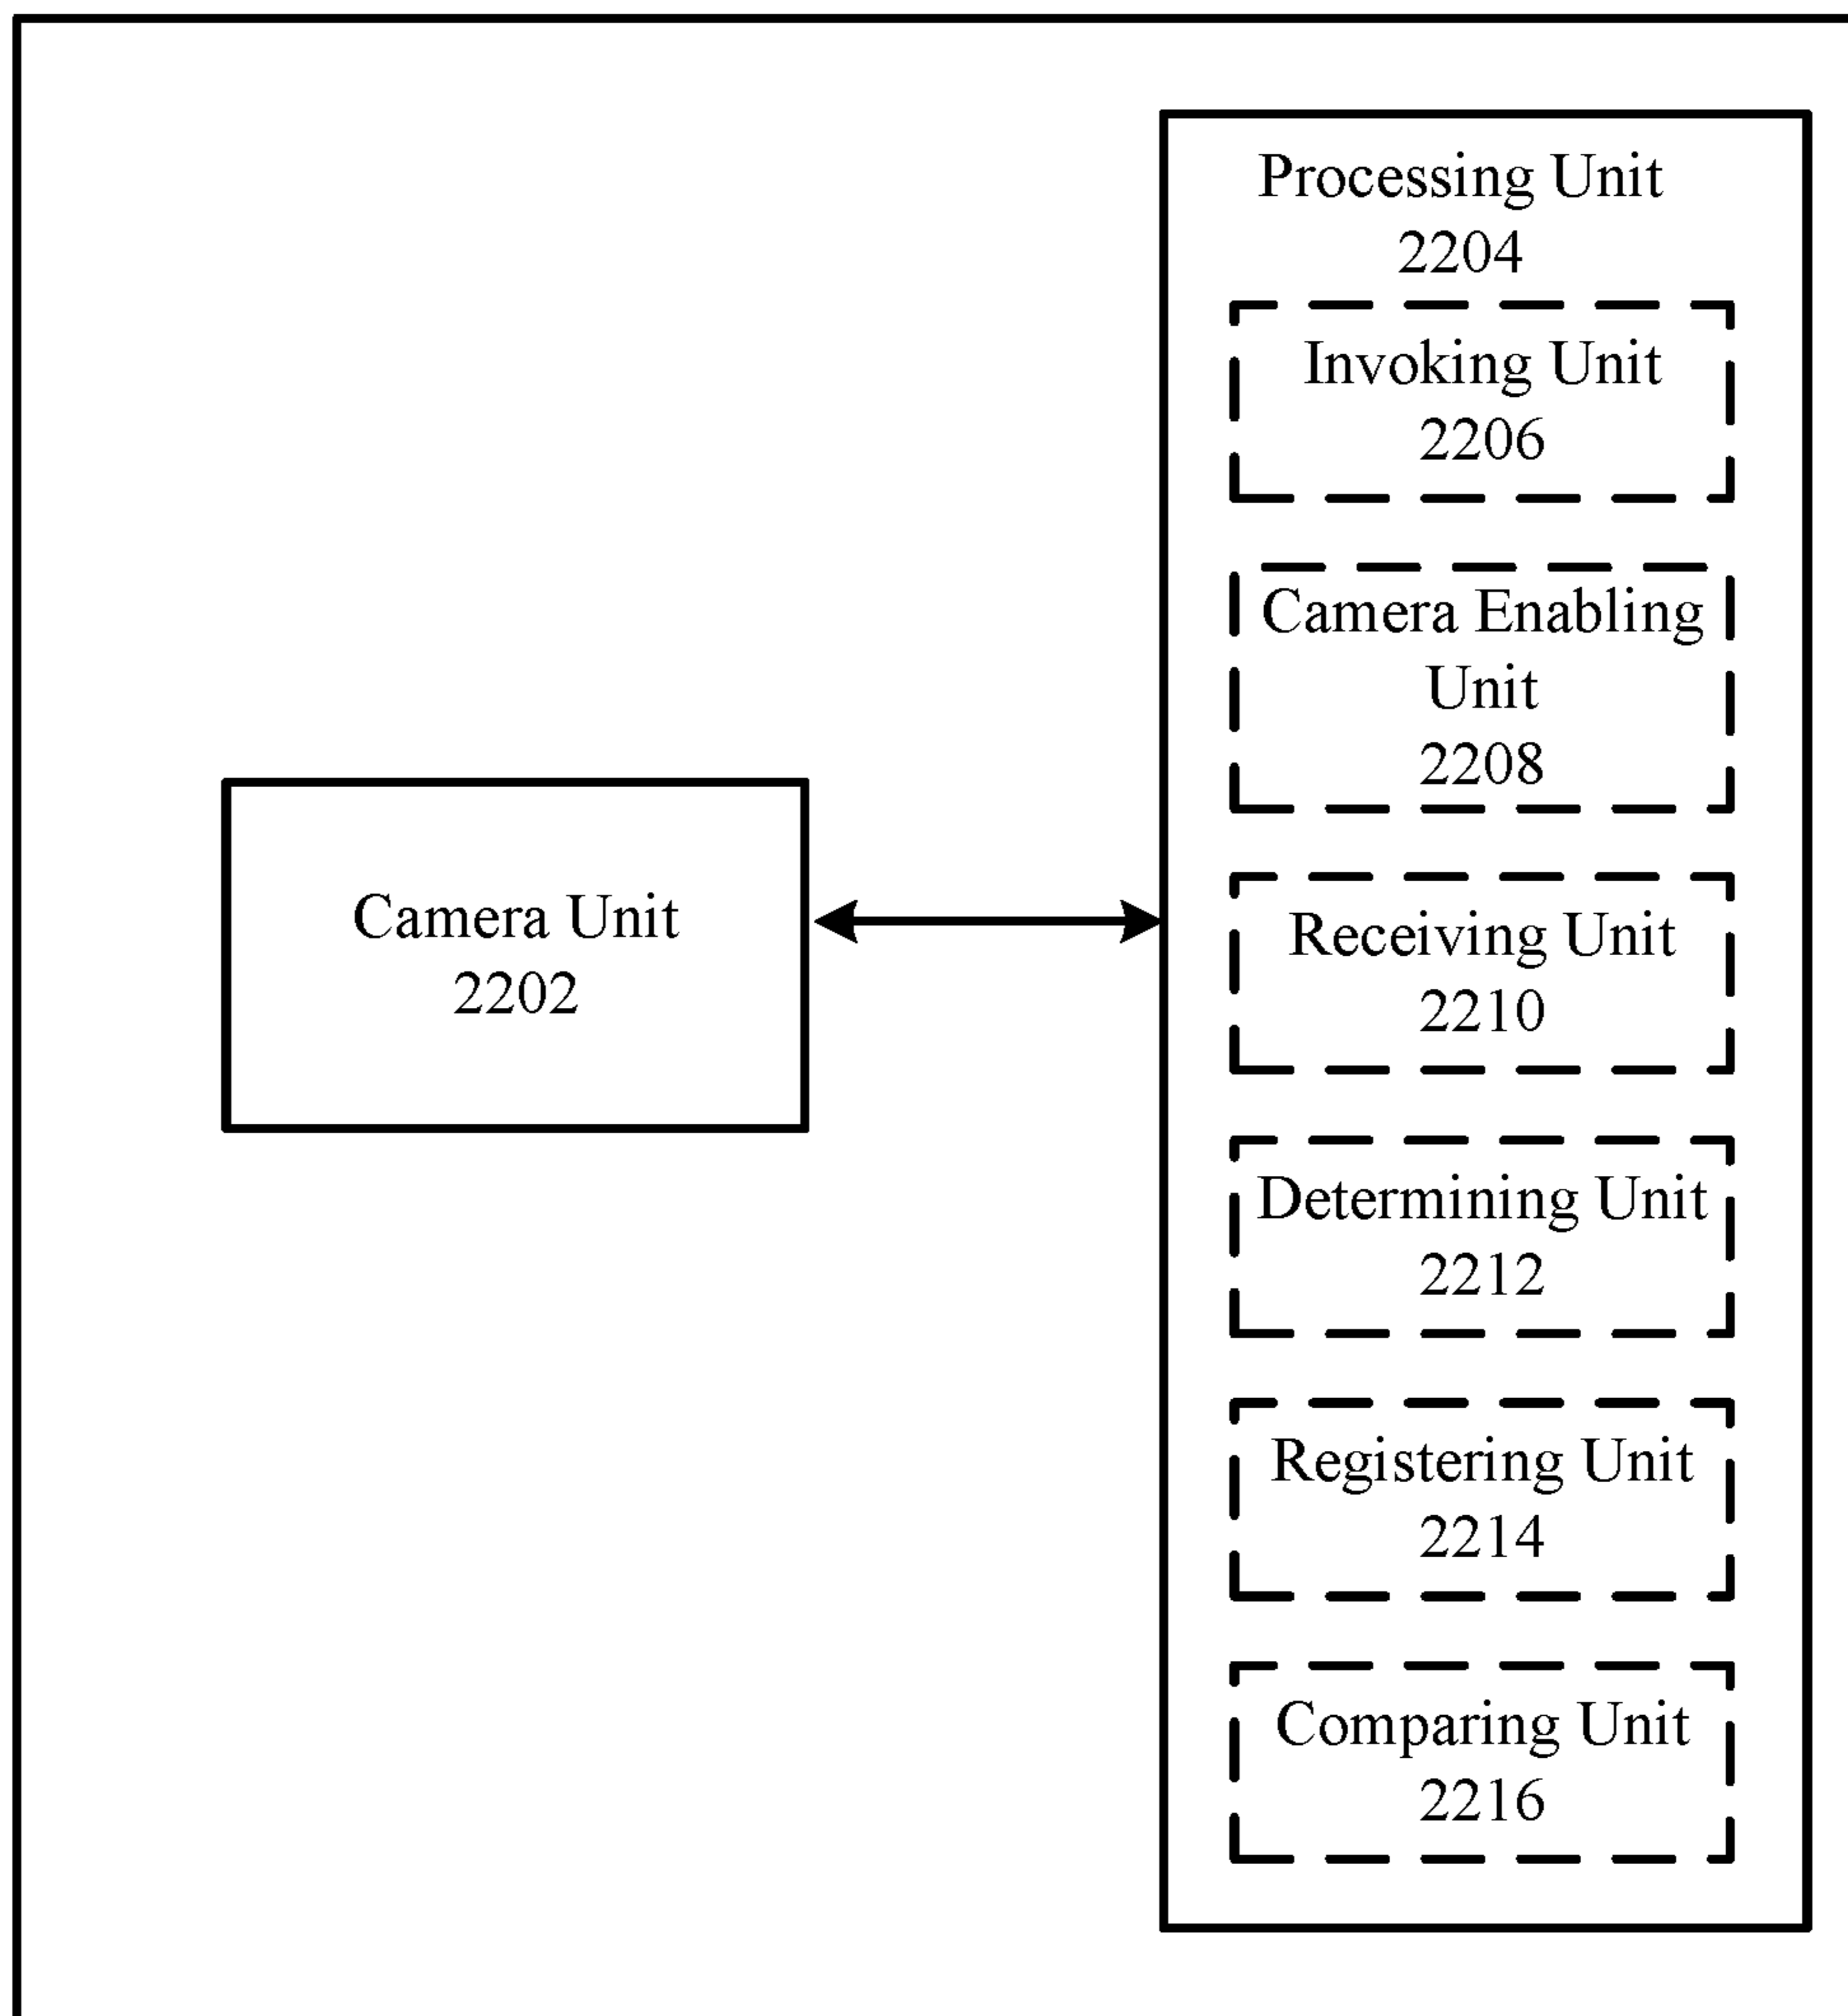 Processing Unit
2204
Invoking Unit
2206
Camera Enabling
Unit
2208
Camera Unit
2202
Receiving Unit
2210
Determining Unit
2212
Registering Unit
2214
Comparing Unit
2216